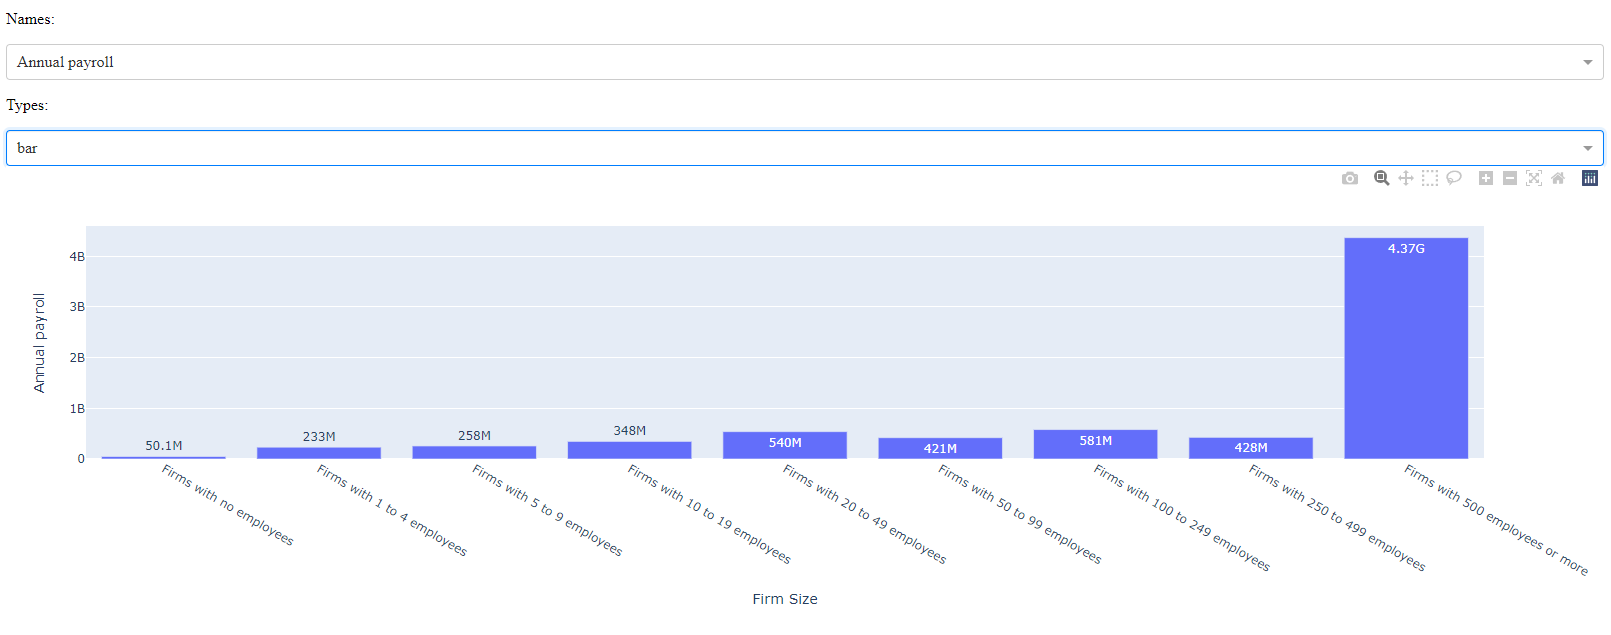 Names:
Annual payroll
Types:
bar
4B
3B
2B
1B
0
Annual payroll
50.1M
233M
258M
348M
540M
421M
581M
428M
4.37G
Firms with no employees
Firms with 1 to 4 employees
Firms with 5 to 9 employees
Firms with 10 to 19 employees
Firms with 20 to 49 employees
Firms with 50 to 99 employees
Firms with 100 to 249 employees
Firms with 250 to 499 employees
Firms with 500 employees or more
Firm Size